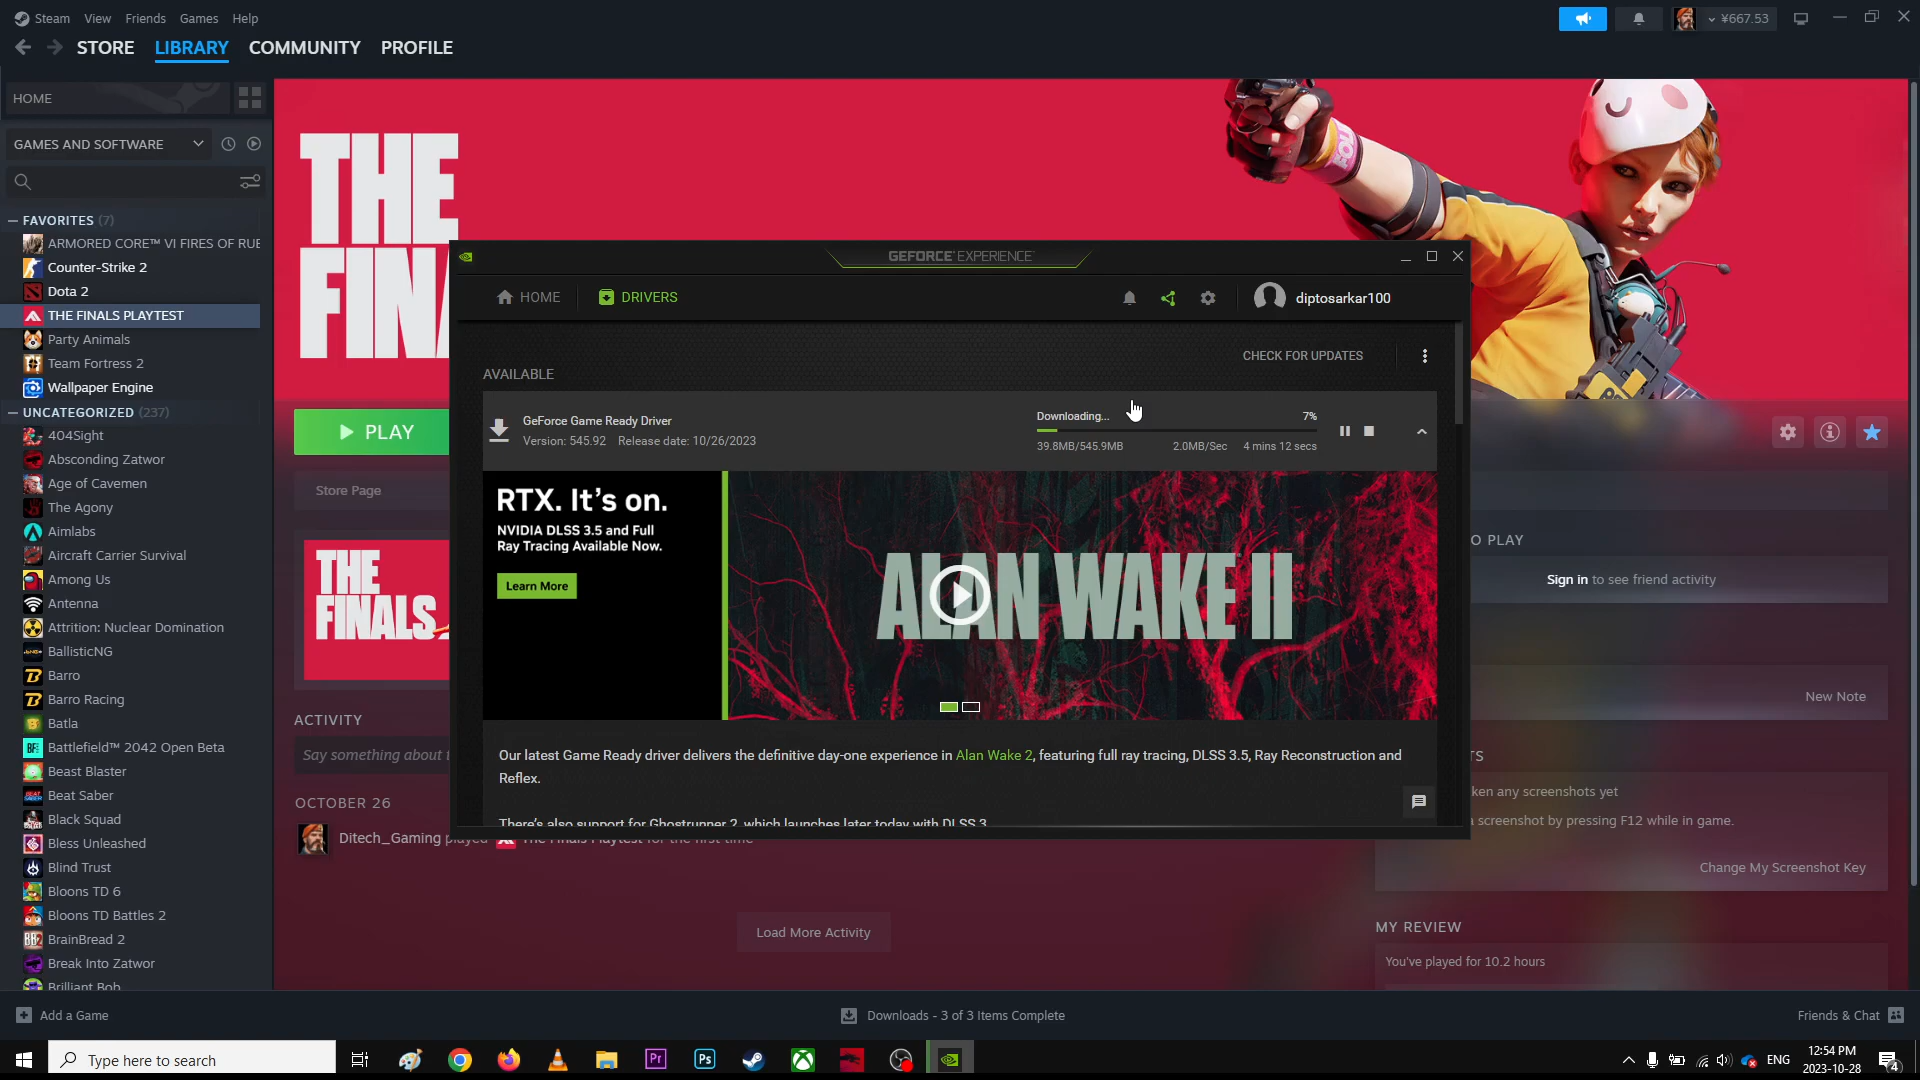 Steam View Friends Games Help
¥667.53
STORE LIBRARY COMMUNITY PROFILE
HOME
GAMES AND SOFTWARE
FAVORITES (7)
ARMORED CORE™ VI FIRES OF RUB
Counter-Strike 2
Dota 2
THE FINALS PLAYTEST
Party Animals
Team Fortress 2
Wallpaper Engine
UNCATEGORIZED (237)
404Sight
Absconding Zatwor
Age of Cavemen
The Agony
Aimlabs
Aircraft Carrier Survival
Among Us
Antenna
Attrition: Nuclear Domination
BallisticNG
Barro
Barro Racing
Batla
Battlefield™ 2042 Open Beta
Beast Blaster
Beat Saber
Black Squad
Bless Unleashed
Blind Trust
Bloons TD 6
Bloons TD Battles 2
BrainBread 2
Break Into Zatwor
Brilliant Bob
THE
FIN
PLAY
Store Page
THE
FINALS
ACTIVITY
Say something about t
OCTOBER 26
Ditech_Gaming played The Finals Playtest for the first time
Load More Activity
GEFORCE EXPERIENCE
HOME DRIVERS
diptosarkar100
CHECK FOR UPDATES
AVAILABLE
GeForce Game Ready Driver
Version: 545.92 Release date: 10/26/2023
Downloading... 7%
39.8MB/545.9MB 2.0MB/Sec 4 mins 12 secs
RTX. It's on.
NVIDIA DLSS 3.5 and Full
Ray Tracing Available Now.
Learn More
ALAN WAKE II
Our latest Game Ready driver delivers the definitive day-one experience in Alan Wake 2, featuring full ray tracing, DLSS 3.5, Ray Reconstruction and
Reflex.
There's also support for Ghostrunner 2, which launches later today with DLSS 3
O PLAY
Sign in to see friend activity
New Note
TS
ken any screenshots yet
a screenshot by pressing F12 while in game.
Change My Screenshot Key
MY REVIEW
You've played for 10.2 hours
Add a Game
Downloads - 3 of 3 Items Complete
Friends & Chat
Type here to search
Pr
Ps
ENG
12:54 PM
2023-10-28
4